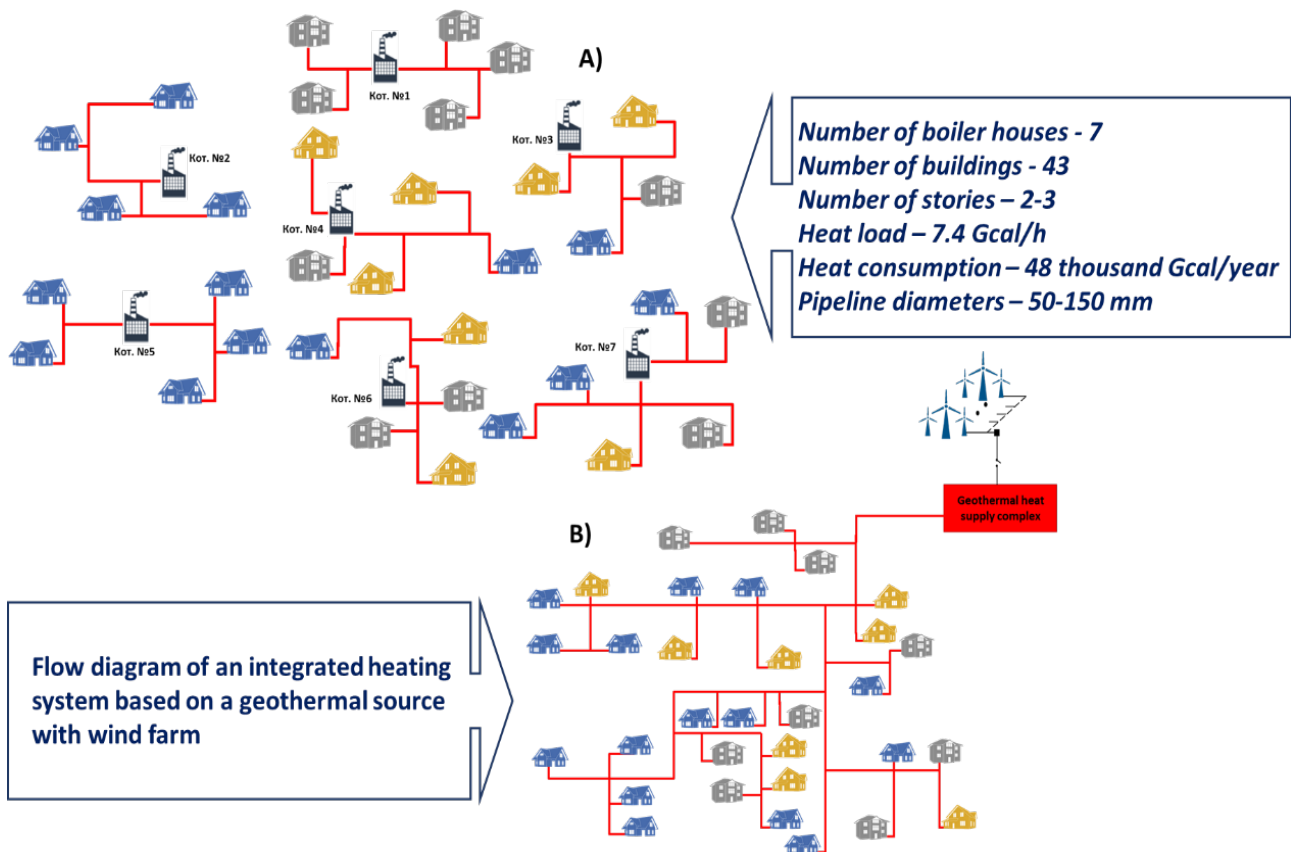 A)
Кот. №1
Кот. №2
Кот. №3
Кот. №4
Кот. №5
Кот. №6
Кот. №7
Number of boiler houses - 7
Number of buildings - 43
Number of stories – 2-3
Heat load – 7.4 Gcal/h
Heat consumption – 48 thousand Gcal/year
Pipeline diameters – 50-150 mm
Geothermal heat
supply complex
B)
Flow diagram of an integrated heating
system based on a geothermal source
with wind farm